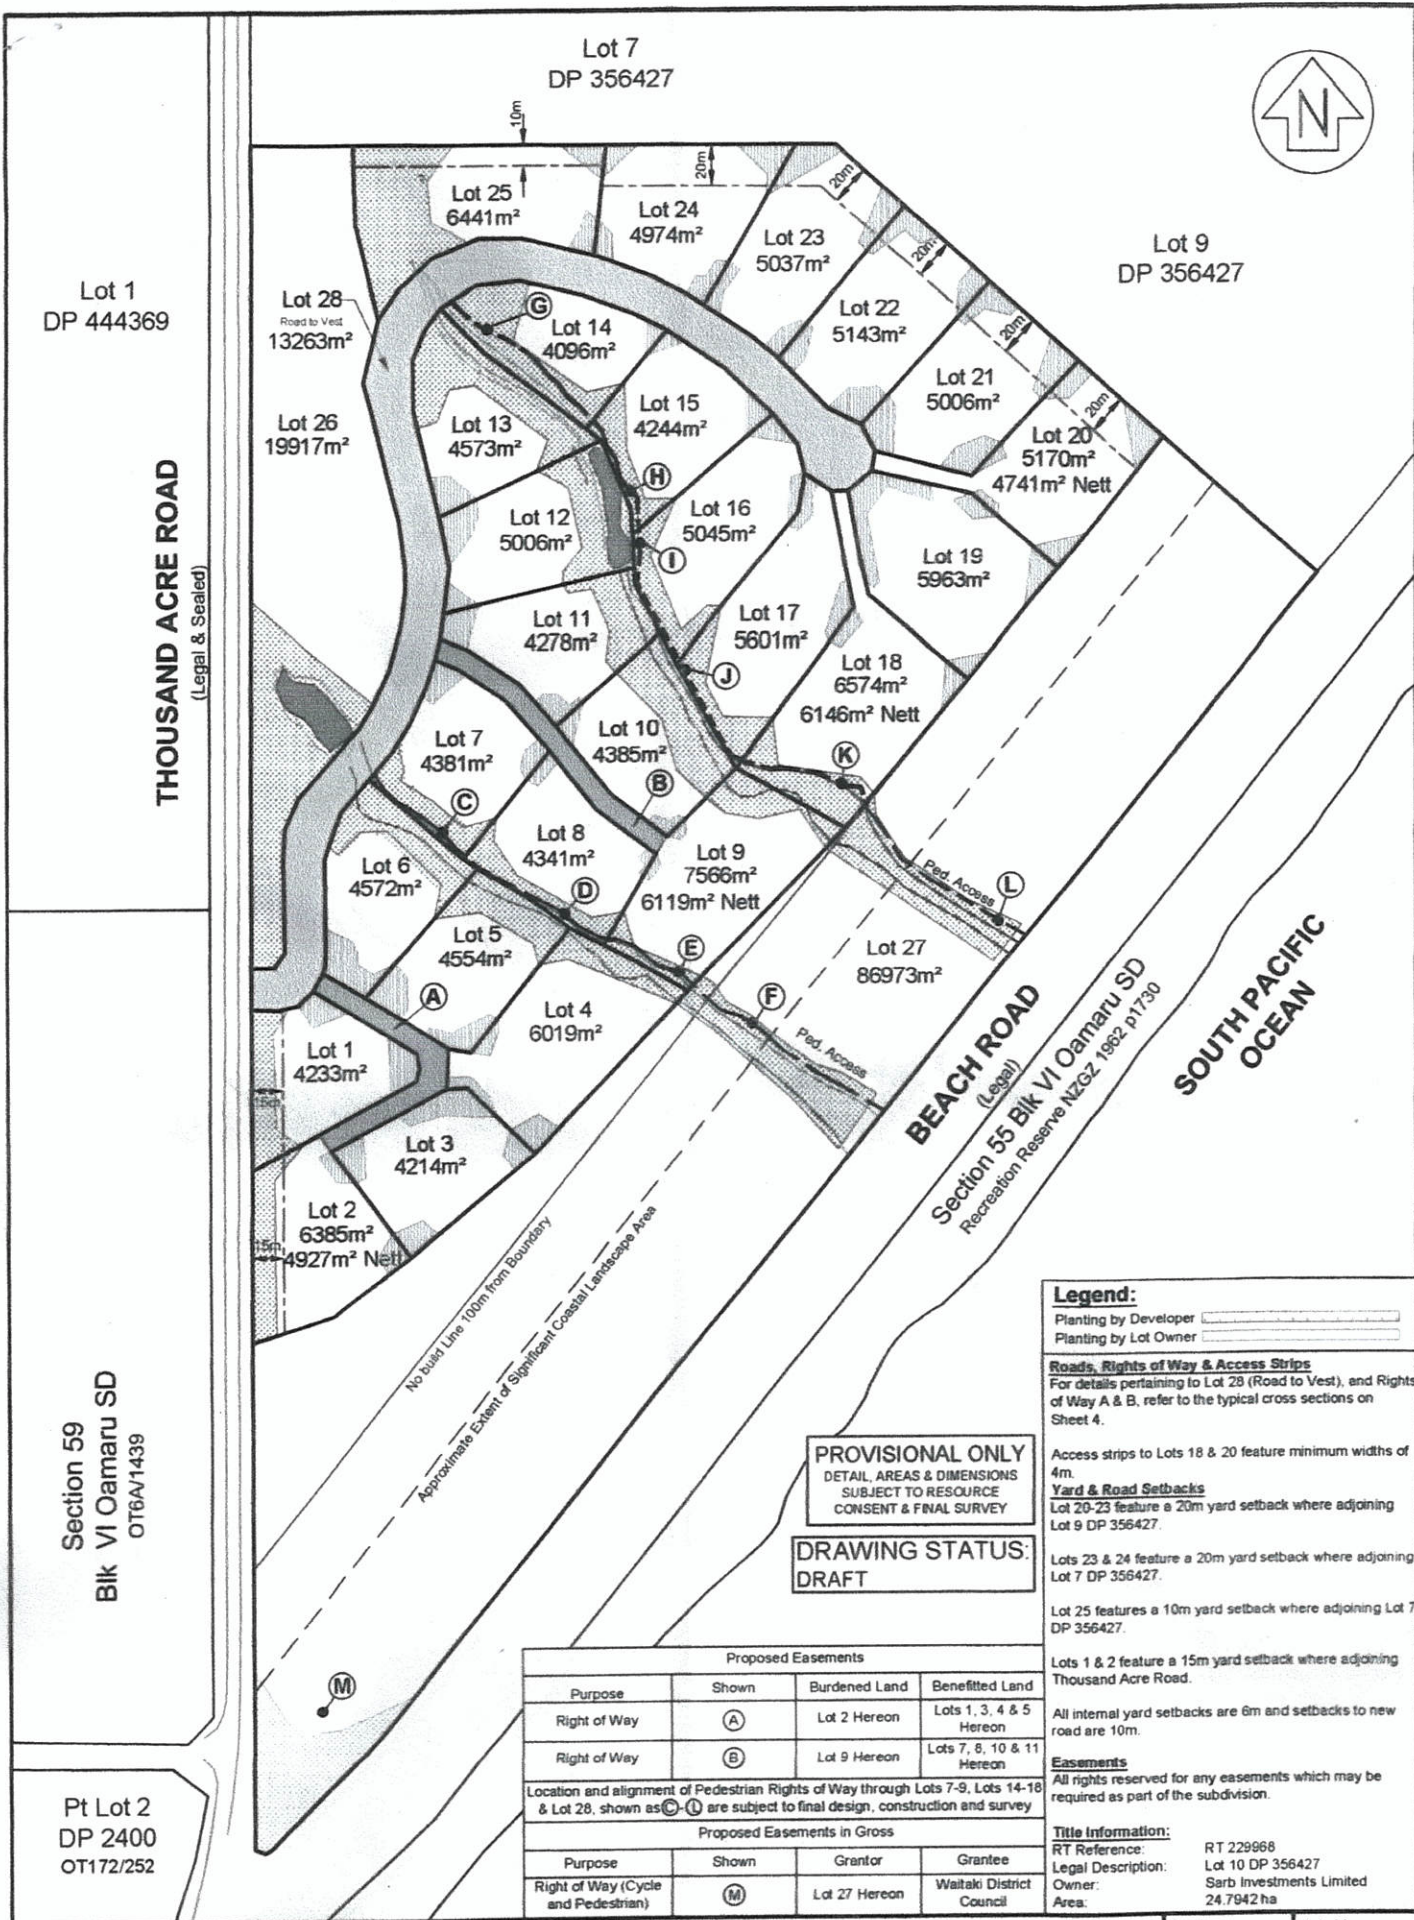 Lot 7
DP 356427
N
10m
20m
20m
Lot 25
6441m²
Lot 24
4974m²
Lot 23
5037m²
20m
Lot 9
DP 356427
Lot 1
DP 444369
Lot 28
Road to Vest
13263m²
G
Lot 14
4096m²
Lot 22
5143m²
20m
Lot 21
5006m²
20m
Lot 26
19917m²
Lot 13
4573m²
Lot 15
4244m²
Lot 20
5170m²
4741m² Nett
H
THOUSAND ACRE ROAD
(Legal & Sealed)
Lot 12
5006m²
Lot 16
5045m²
I
Lot 19
5963m²
Lot 11
4278m²
Lot 17
5601m²
J
Lot 18
6574m²
6146m² Nett
Lot 7
4381m²
Lot 10
4385m²
K
B
C
Lot 8
4341m²
Lot 6
4572m²
Lot 9
7566m²
6119m² Nett
Ped. Access
L
D
Lot 5
4554m²
E
Lot 27
86973m²
A
F
Lot 4
6019m²
Ped. Access
Lot 1
4233m²
15m
Lot 3
4214m²
Lot 2
6385m²
4927m² Nett
15m
BEACH ROAD
(Legal)
Section 55 Blk VI Oamaru SD
Recreation Reserve NZGZ 1962 p1730
SOUTH PACIFIC
OCEAN
No build Line 100m from Boundary
Approximate Extent of Significant Coastal Landscape Area
Section 59
Blk VI Oamaru SD
OT6A/1439
M
Pt Lot 2
DP 2400
OT172/252
PROVISIONAL ONLY
DETAIL, AREAS & DIMENSIONS
SUBJECT TO RESOURCE
CONSENT & FINAL SURVEY
DRAWING STATUS:
DRAFT
Proposed Easements
Purpose Shown Burdened Land Benefitted Land
Right of Way A Lot 2 Hereon Lots 1, 3, 4 & 5
Hereon
Right of Way B Lot 9 Hereon Lots 7, 8, 10 & 11
Hereon
Location and alignment of Pedestrian Rights of Way through Lots 7-9, Lots 14-18
& Lot 28, shown as C - L are subject to final design, construction and survey
Proposed Easements in Gross
Purpose Shown Grantor Grantee
Right of Way (Cycle
and Pedestrian) M Lot 27 Hereon Waitaki District
Council
Legend:
Planting by Developer
Planting by Lot Owner
Roads, Rights of Way & Access Strips
For details pertaining to Lot 28 (Road to Vest), and Rights
of Way A & B, refer to the typical cross sections on
Sheet 4.
Access strips to Lots 18 & 20 feature minimum widths of
4m.
Yard & Road Setbacks
Lot 20-23 feature a 20m yard setback where adjoining
Lot 9 DP 356427.
Lots 23 & 24 feature a 20m yard setback where adjoining
Lot 7 DP 356427.
Lot 25 features a 10m yard setback where adjoining Lot 7
DP 356427.
Lots 1 & 2 feature a 15m yard setback where adjoining
Thousand Acre Road.
All internal yard setbacks are 6m and setbacks to new
road are 10m.
Easements
All rights reserved for any easements which may be
required as part of the subdivision.
Title Information:
RT Reference: RT 229968
Legal Description: Lot 10 DP 356427
Owner: Sarb Investments Limited
Area: 24.7942 ha